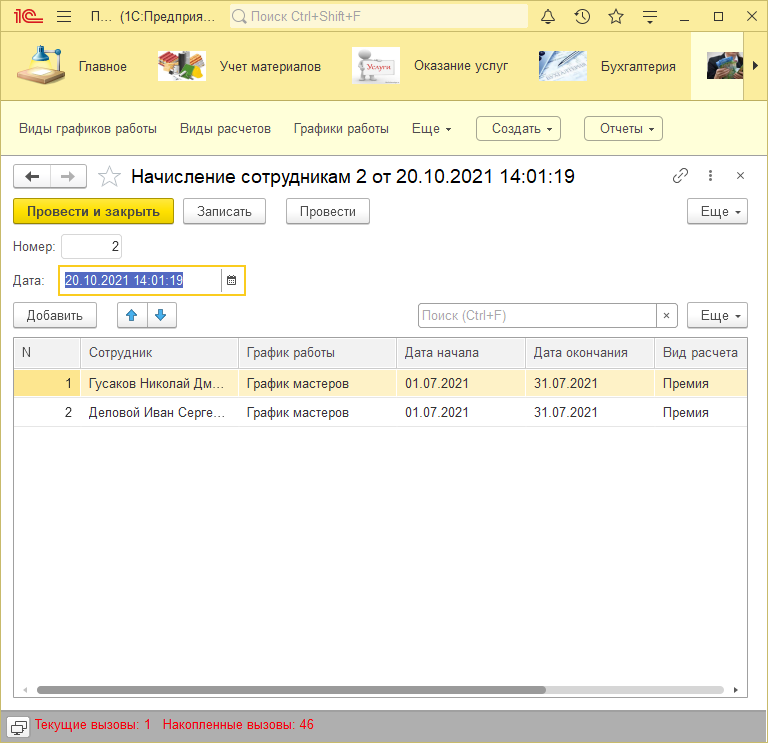 1С П... (1С:Предприя... Поиск Ctrl+Shift+F
Главное Учет материалов Услуги Оказание услуг БУХГАЛТЕРИЯ Бухгалтерия
Виды графиков работы Виды расчетов Графики работы Еще Создать Отчеты
Начисление сотрудникам 2 от 20.10.2021 14:01:19
Провести и закрыть Записать Провести Еще
Номер: 2
Дата: 20.10.2021 14:01:19
Добавить Поиск (Ctrl+F) × Еще
N Сотрудник График работы Дата начала Дата окончания Вид расчета
1 Гусаков Николай Дм... График мастеров 01.07.2021 31.07.2021 Премия
2 Деловой Иван Серге... График мастеров 01.07.2021 31.07.2021 Премия
Текущие вызовы: 1 Накопленные вызовы: 46